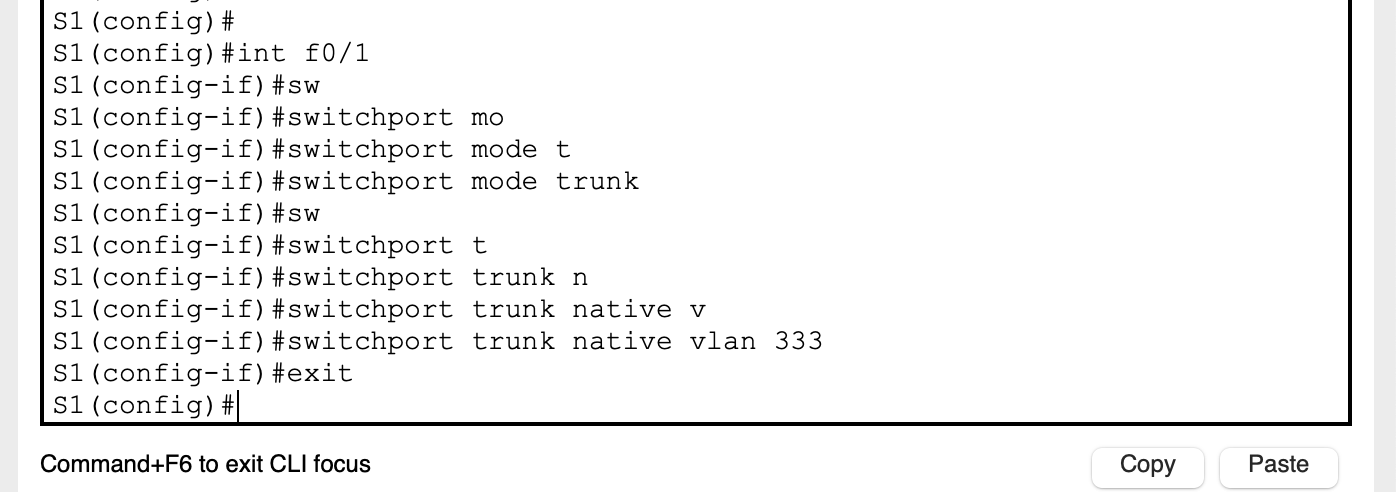 S1(config)#
S1(config)#int f0/1
S1(config-if)#sw
S1(config-if)#switchport mo
S1(config-if)#switchport mode t
S1(config-if)#switchport mode trunk
S1(config-if)#sw
S1(config-if)#switchport t
S1(config-if)#switchport trunk n
S1(config-if)#switchport trunk native v
S1(config-if)#switchport trunk native vlan 333
S1(config-if)#exit
S1(config)#
Command+F6 to exit CLI focus
Copy
Paste